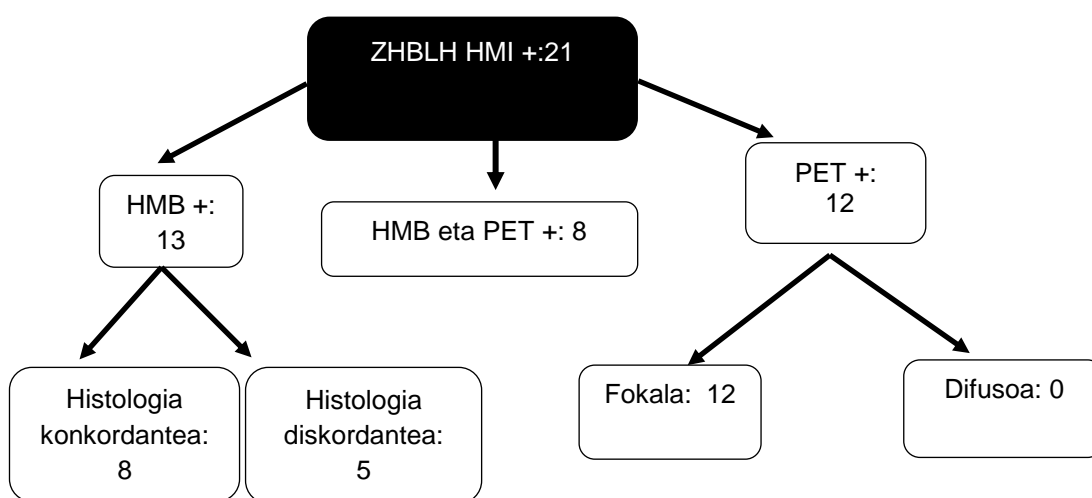 ZHBLH HMI +:21
HMB +:
13
HMB eta PET +: 8
PET +:
12
Histologia
konkordantea:
8
Histologia
diskordantea:
5
Fokala: 12
Difusoa: 0